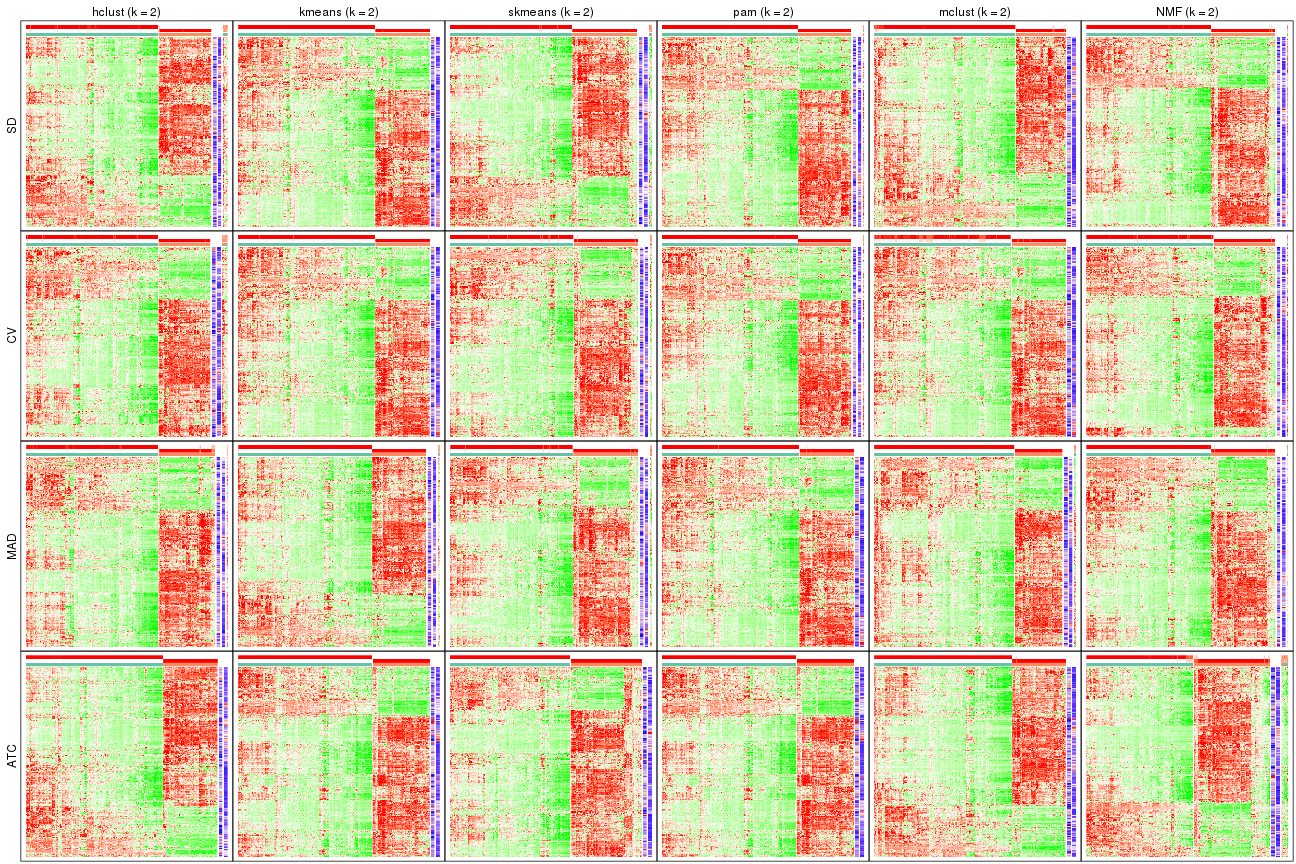 hclust (k = 2) kmeans (k = 2) skmeans (k = 2) pam (k = 2) mclust (k = 2) NMF (k = 2)
SD
CV
MAD
ATC